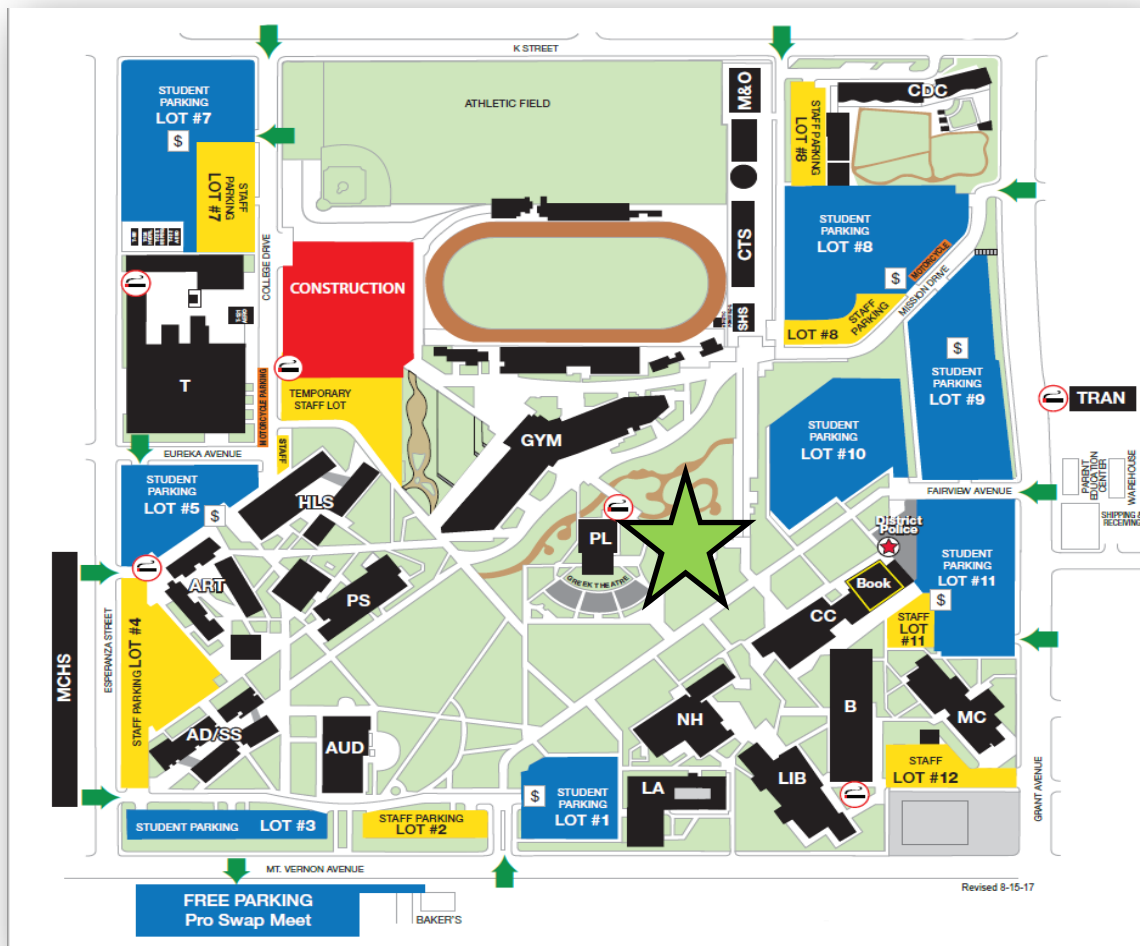 K STREET
STUDENT
PARKING
LOT #7
$
STAFF
PARKING
LOT #7
COLLEGE DRIVE
ATHLETIC FIELD
M&O
STAFF PARKING
LOT #8
CDC
CONSTRUCTION
CTS
SHS
STUDENT
PARKING
LOT #8
$
MOTORCYCLE
MISSION DRIVE
STAFF
PARKING
LOT #8
$
STUDENT
PARKING
LOT #9
TRAN
T
MOTORCYCLE PARKING
TEMPORARY
STAFF LOT
STAFF
EUREKA AVENUE
GYM
STUDENT
PARKING
LOT #10
FAIRVIEW AVENUE
PARENT
EDUCATION
CENTER
WAREHOUSE
SHIPPING &
RECEIVING
STUDENT
PARKING
LOT #5
$
HLS
PL
GREEK THEATRE
District
Police
STUDENT
PARKING
LOT #11
$
Book
CC
STAFF
LOT
#11
ART
PS
MCHS
ESPERANZA STREET
STAFF PARKING LOT #4
AD/SS
AUD
NH
B
MC
LIB
LA
STAFF
LOT #12
GRANT AVENUE
$
STUDENT
PARKING
LOT #1
STUDENT PARKING LOT #3
STAFF PARKING
LOT #2
MT. VERNON AVENUE
Revised 8-15-17
FREE PARKING
Pro Swap Meet
BAKER'S